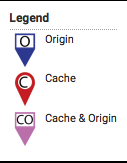 Legend
O Origin
C Cache
CO Cache & Origin